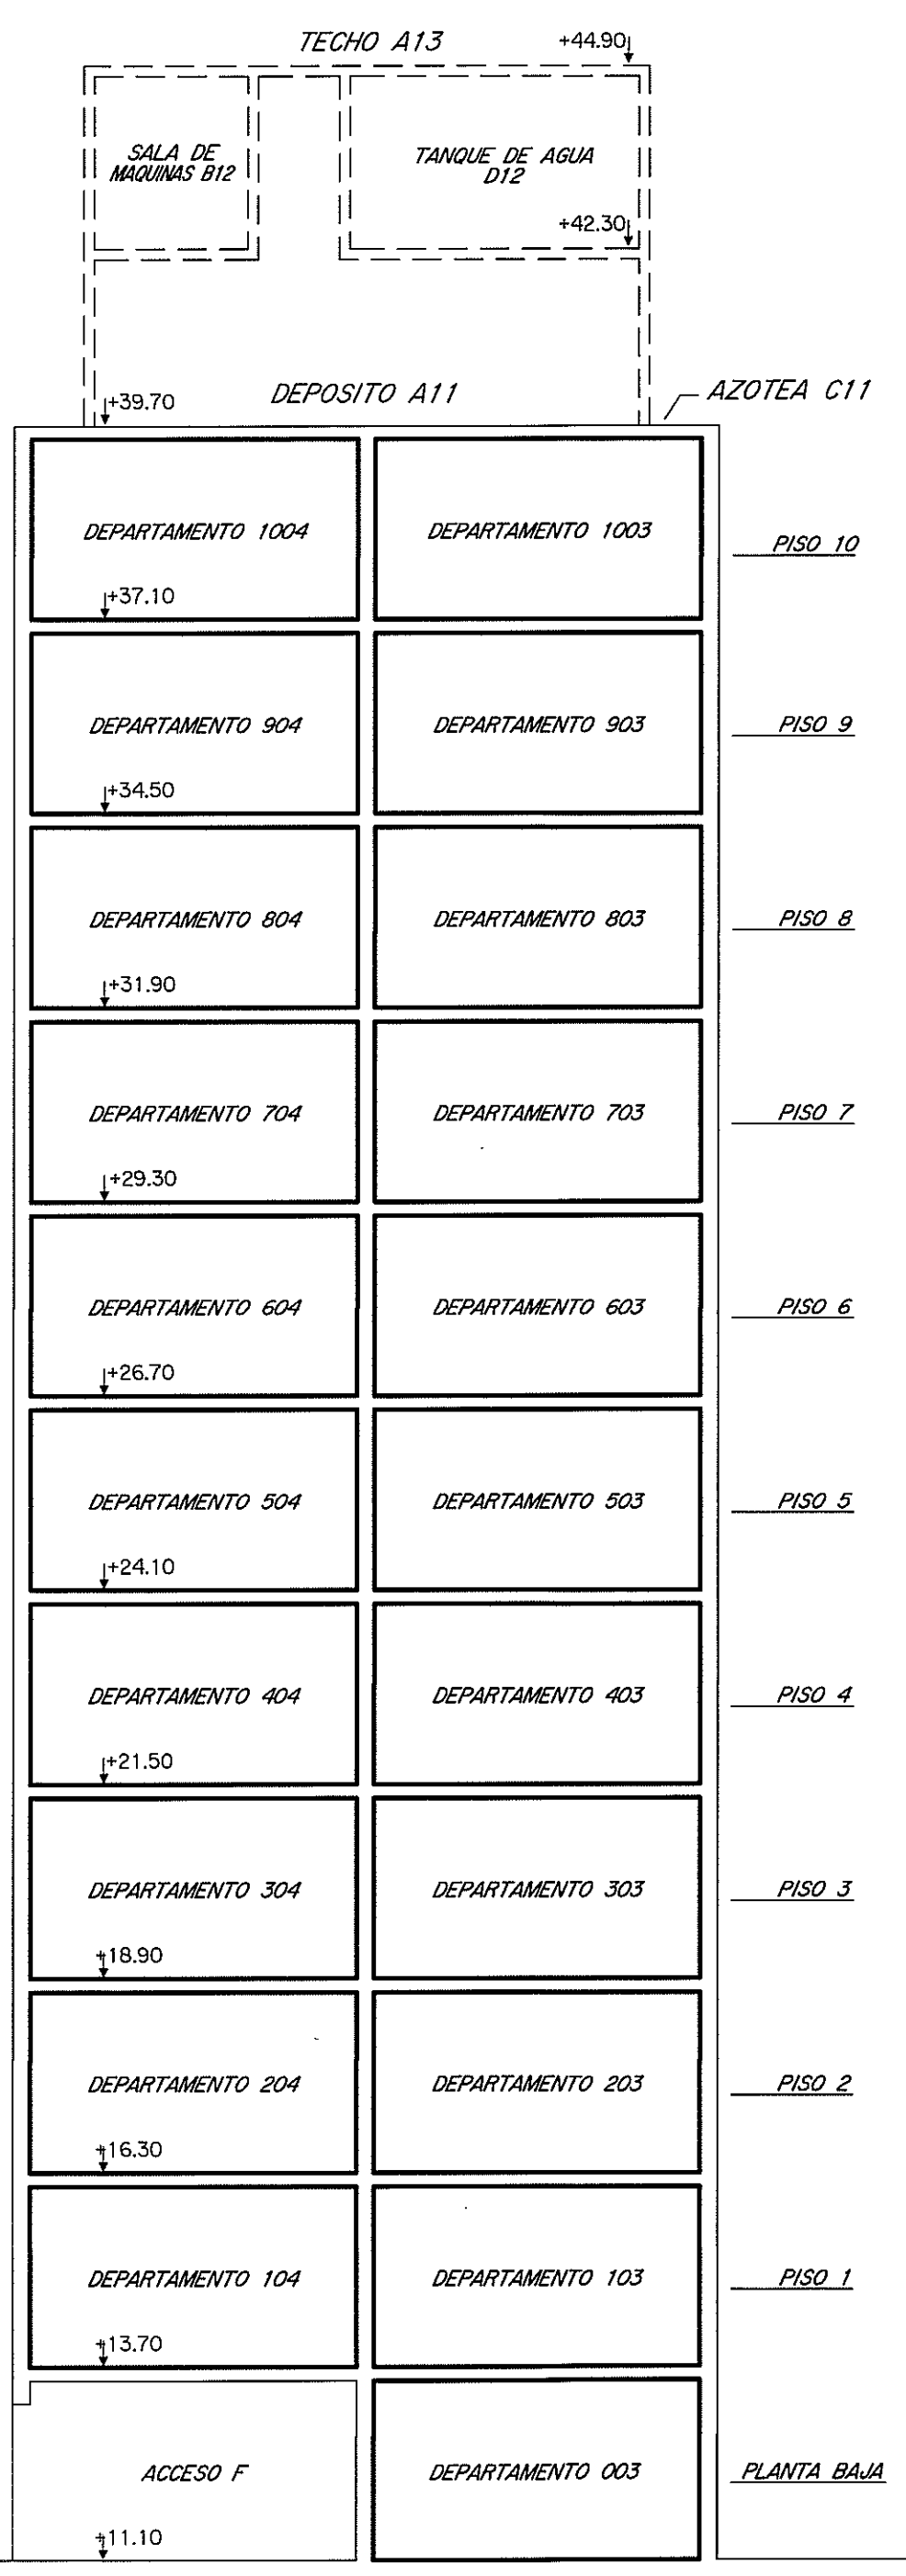 TECHO A13
+44.90
SALA DE
MAQUINAS B12
TANQUE DE AGUA
D12
+42.30
+39.70
DEPOSITO A11
AZOTEA C11
DEPARTAMENTO 1004
DEPARTAMENTO 1003
PISO 10
+37.10
DEPARTAMENTO 904
DEPARTAMENTO 903
PISO 9
+34.50
DEPARTAMENTO 804
DEPARTAMENTO 803
PISO 8
+31.90
DEPARTAMENTO 704
DEPARTAMENTO 703
PISO 7
+29.30
DEPARTAMENTO 604
DEPARTAMENTO 603
PISO 6
+26.70
DEPARTAMENTO 504
DEPARTAMENTO 503
PISO 5
+24.10
DEPARTAMENTO 404
DEPARTAMENTO 403
PISO 4
+21.50
DEPARTAMENTO 304
DEPARTAMENTO 303
PISO 3
+18.90
DEPARTAMENTO 204
DEPARTAMENTO 203
PISO 2
+16.30
DEPARTAMENTO 104
DEPARTAMENTO 103
PISO 1
+13.70
ACCESO F
DEPARTAMENTO 003
PLANTA BAJA
+11.10